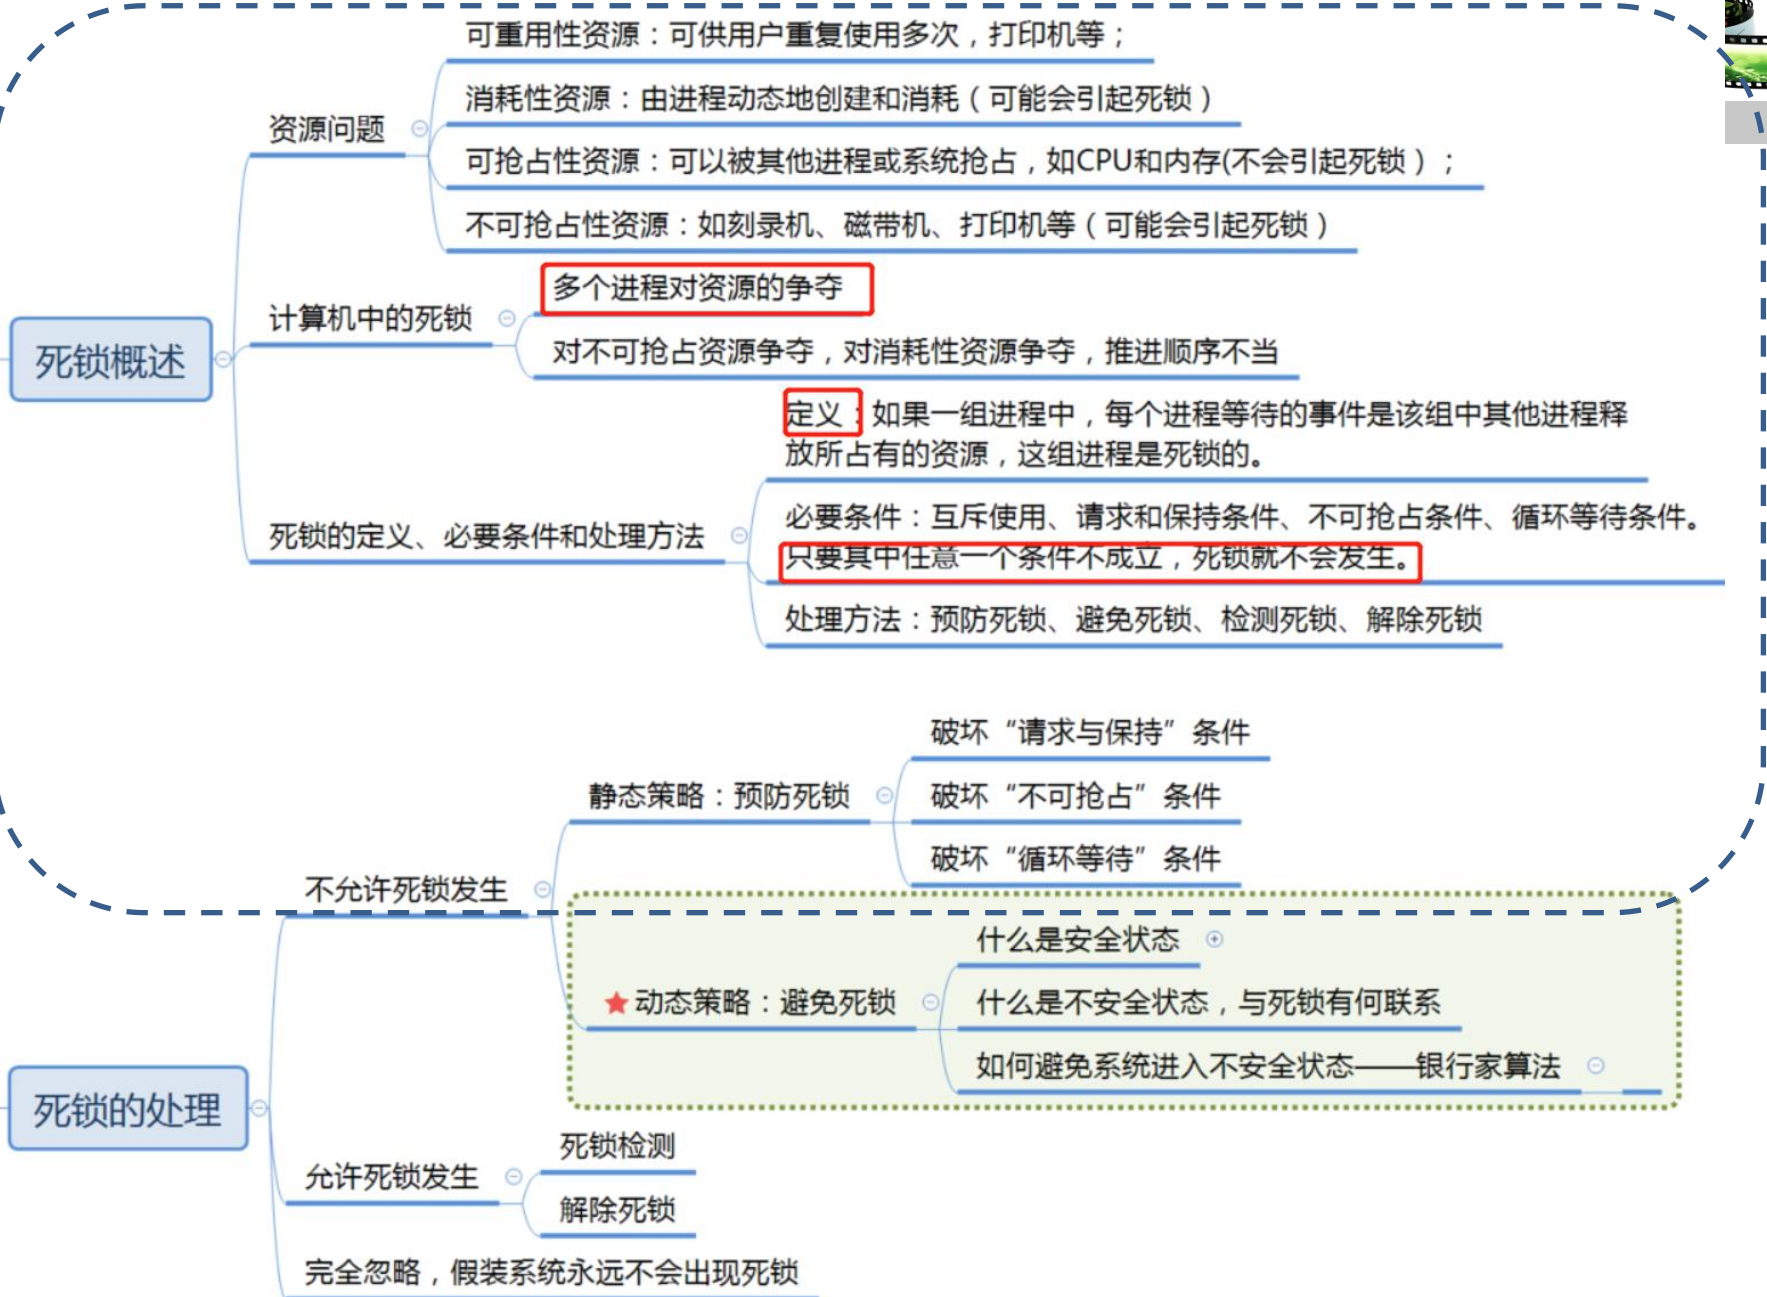 可重用性资源：可供用户重复使用多次，打印机等；
消耗性资源：由进程动态地创建和消耗（可能会引起死锁）
资源问题
可抢占性资源：可以被其他进程或系统抢占，如CPU和内存(不会引起死锁）；
不可抢占性资源：如刻录机、磁带机、打印机等（可能会引起死锁）
多个进程对资源的争夺
计算机中的死锁
对不可抢占资源争夺，对消耗性资源争夺，推进顺序不当
死锁概述
定义：如果一组进程中，每个进程等待的事件是该组中其他进程释
放所占有的资源，这组进程是死锁的。
死锁的定义、必要条件和处理方法
必要条件：互斥使用、请求和保持条件、不可抢占条件、循环等待条件。
只要其中任意一个条件不成立，死锁就不会发生。
处理方法：预防死锁、避免死锁、检测死锁、解除死锁
破坏“请求与保持”条件
静态策略：预防死锁
破坏“不可抢占”条件
破坏“循环等待”条件
不允许死锁发生
什么是安全状态
动态策略：避免死锁
什么是不安全状态，与死锁有何联系
如何避免系统进入不安全状态——银行家算法
死锁的处理
死锁检测
允许死锁发生
解除死锁
完全忽略，假装系统永远不会出现死锁